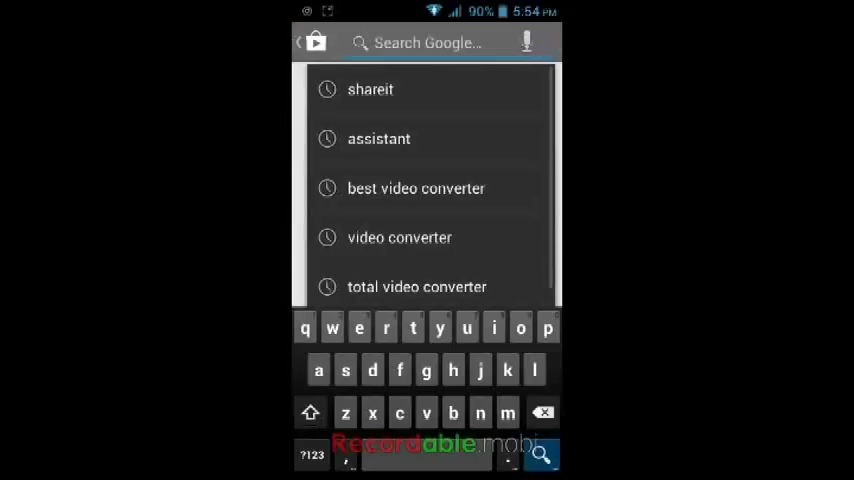 90% 5:54 PM
Search Google...
shareit
assistant
best video converter
video converter
total video converter
q w e r t y u i o p
a s d f g h j k l
z x c v b n m
Recordable.mobi
?123 , .